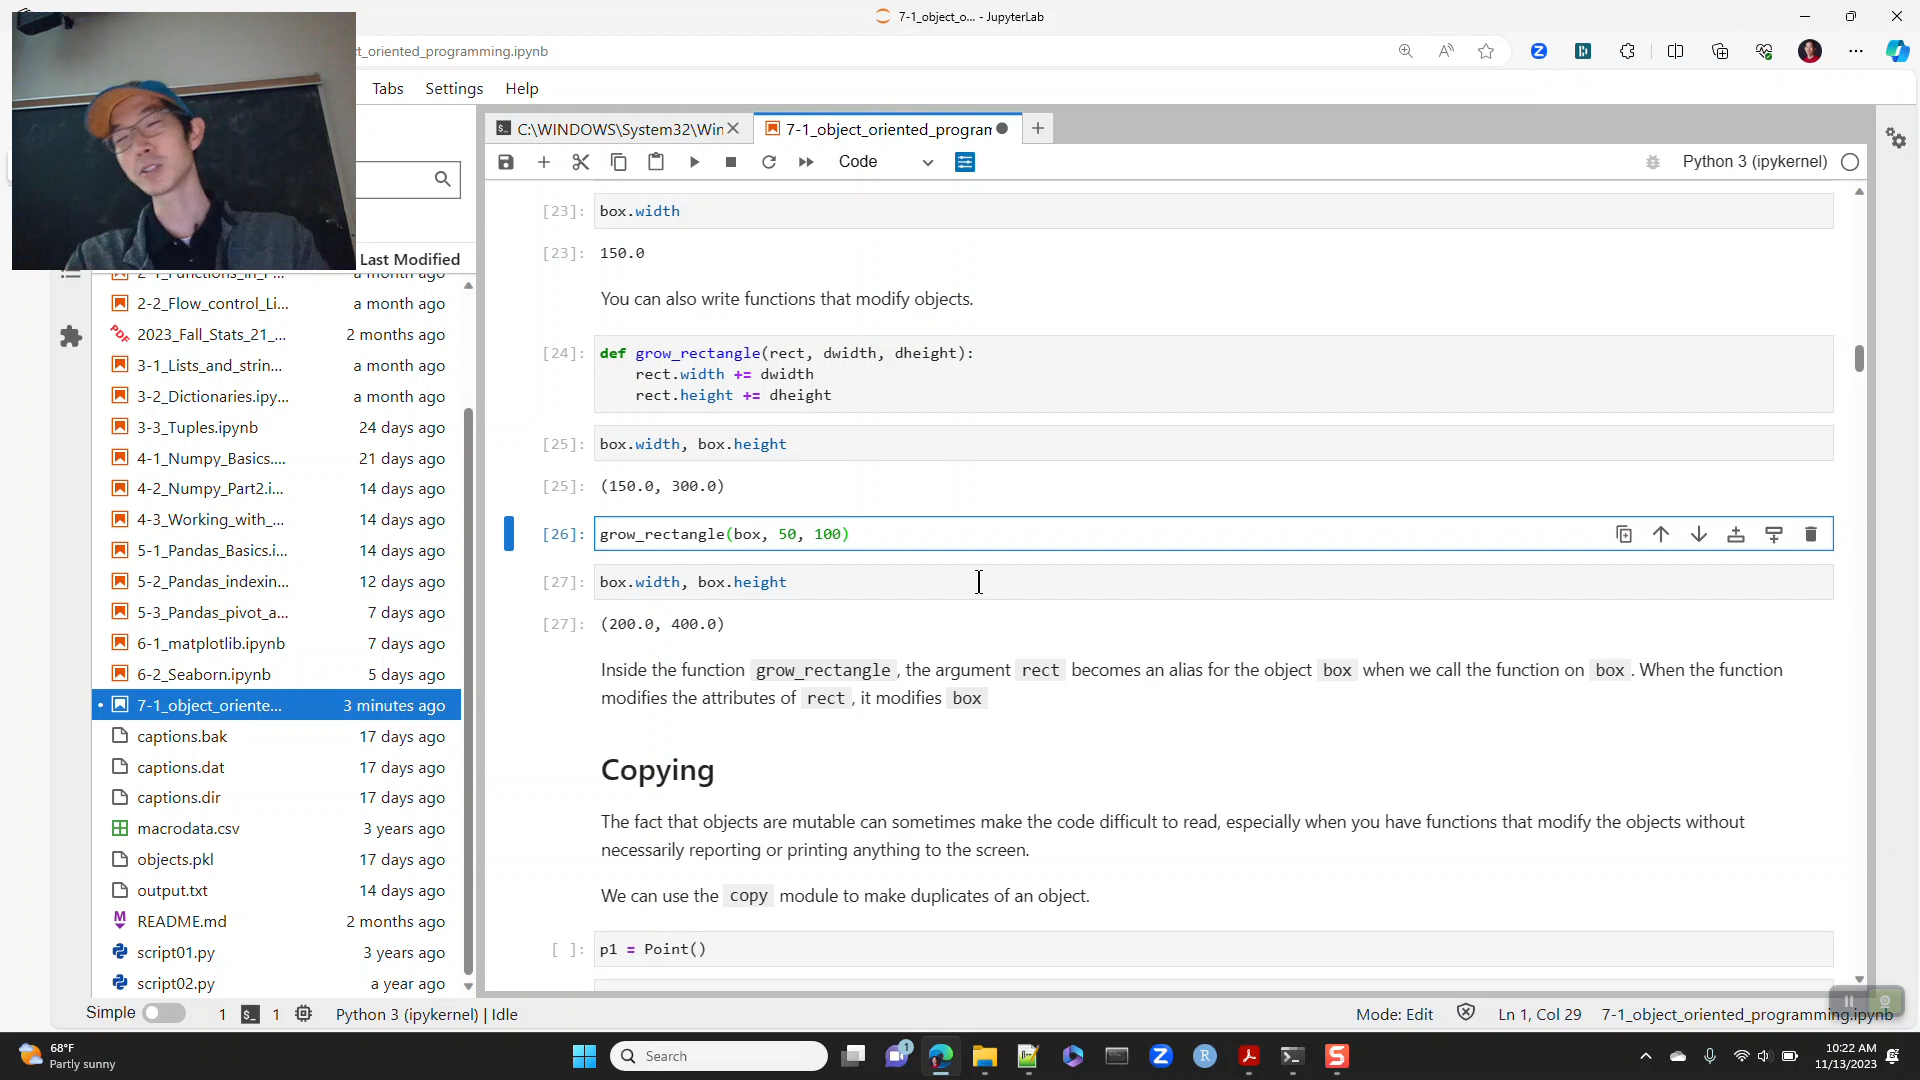 7-1_object_o... - JupyterLab
t_oriented_programming.ipynb
Tabs Settings Help
C:\WINDOWS\System32\Win
7-1_object_oriented_program
Code
Python 3 (ipykernel)
Last Modified
a month ago
2-2_Flow_control_Li... a month ago
2023_Fall_Stats_21_... 2 months ago
3-1_Lists_and_strin... a month ago
3-2_Dictionaries.ipy... a month ago
3-3_Tuples.ipynb 24 days ago
4-1_Numpy_Basics.... 21 days ago
4-2_Numpy_Part2.i... 14 days ago
4-3_Working_with_... 14 days ago
5-1_Pandas_Basics.i... 14 days ago
5-2_Pandas_indexin... 12 days ago
5-3_Pandas_pivot_a... 7 days ago
6-1_matplotlib.ipynb 7 days ago
6-2_Seaborn.ipynb 5 days ago
7-1_object_oriente... 3 minutes ago
captions.bak 17 days ago
captions.dat 17 days ago
captions.dir 17 days ago
macrodata.csv 3 years ago
objects.pkl 17 days ago
output.txt 14 days ago
README.md 2 months ago
script01.py 3 years ago
script02.py a year ago
[23]: box.width
[23]: 150.0
You can also write functions that modify objects.
[24]: def grow_rectangle(rect, dwidth, dheight):
rect.width += dwidth
rect.height += dheight
[25]: box.width, box.height
[25]: (150.0, 300.0)
[26]: grow_rectangle(box, 50, 100)
[27]: box.width, box.height
[27]: (200.0, 400.0)
Inside the function grow_rectangle , the argument rect becomes an alias for the object box when we call the function on box . When the function
modifies the attributes of rect , it modifies box
Copying
The fact that objects are mutable can sometimes make the code difficult to read, especially when you have functions that modify the objects without
necessarily reporting or printing anything to the screen.
We can use the copy module to make duplicates of an object.
[ ]: p1 = Point()
Simple 1 1 Python 3 (ipykernel) | Idle
Mode: Edit Ln 1, Col 29 7-1_object_oriented_programming.ipynb
68°F
Partly sunny
Search
10:22 AM
11/13/2023